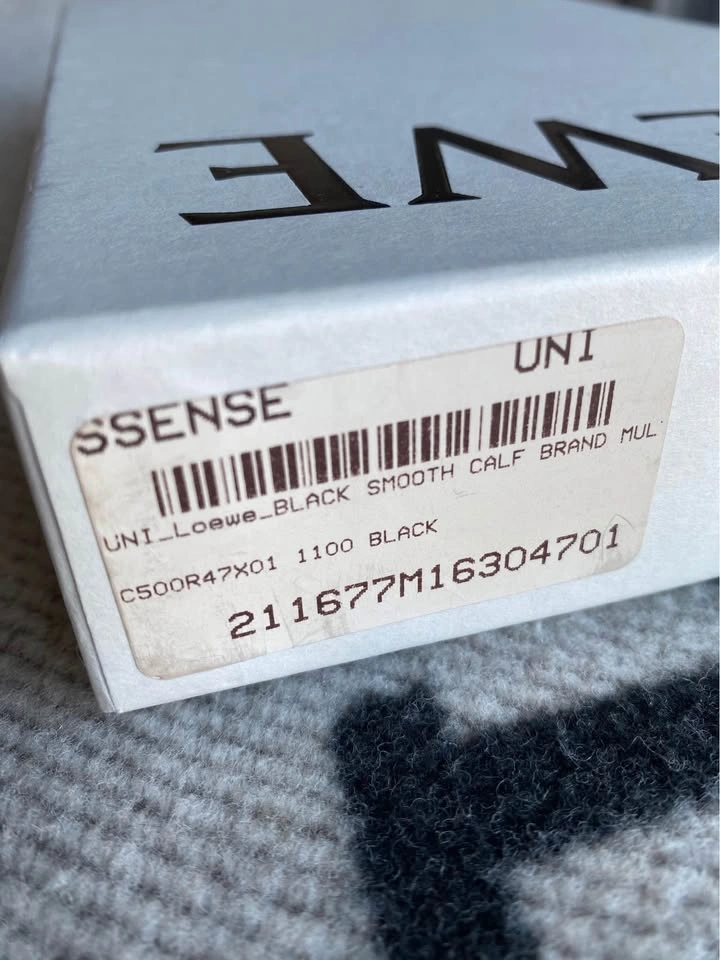 WE
SSENSE UNI
UNI_Loewe_BLACK SMOOTH CALF BRAND MUL
C500R47X01 1100 BLACK
211677M16304701